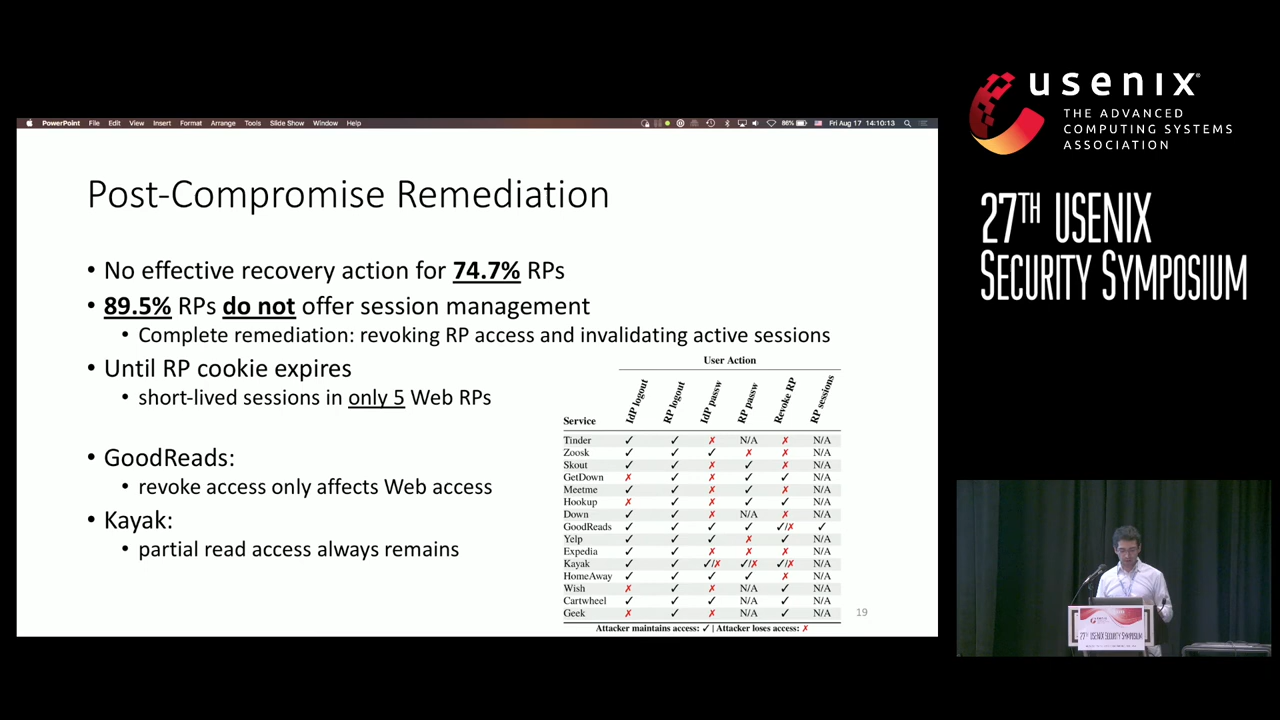 PowerPoint File Edit View Insert Format Arrange Tools Slide Show Window Help 86% Fri Aug 17 14:10:13
Post-Compromise Remediation
• No effective recovery action for 74.7% RPs
• 89.5% RPs do not offer session management
• Complete remediation: revoking RP access and invalidating active sessions
• Until RP cookie expires
• short-lived sessions in only 5 Web RPs
• GoodReads:
• revoke access only affects Web access
• Kayak:
• partial read access always remains
User Action
Service IdP logout RP logout IdP passw RP passw Revoke RP RP sessions
Tinder ✓ ✓ ✗ N/A ✗ N/A
Zoosk ✓ ✓ ✓ ✗ ✗ N/A
Skout ✓ ✓ ✗ ✓ ✗ N/A
GetDown ✗ ✓ ✗ ✓ ✓ N/A
Meetme ✓ ✓ ✗ ✓ ✗ N/A
Hookup ✗ ✓ ✗ ✓ ✓ N/A
Down ✓ ✓ ✗ N/A ✗ N/A
GoodReads ✓ ✓ ✓ ✓ ✓/✗ ✓
Yelp ✓ ✓ ✓ ✗ ✓ N/A
Expedia ✓ ✓ ✗ ✗ ✗ N/A
Kayak ✓ ✓ ✓/✗ ✓/✗ ✓/✗ N/A
HomeAway ✓ ✓ ✓ ✓ ✗ N/A
Wish ✗ ✓ ✗ N/A ✓ N/A
Cartwheel ✓ ✓ ✓ N/A ✓ N/A
Geek ✗ ✓ ✗ N/A ✓ N/A
Attacker maintains access: ✓ | Attacker loses access: ✗
19
usenix
THE ADVANCED
COMPUTING SYSTEMS
ASSOCIATION
27TH USENIX
SECURITY SYMPOSIUM
usenix
27TH USENIX
SECURITY SYMPOSIUM